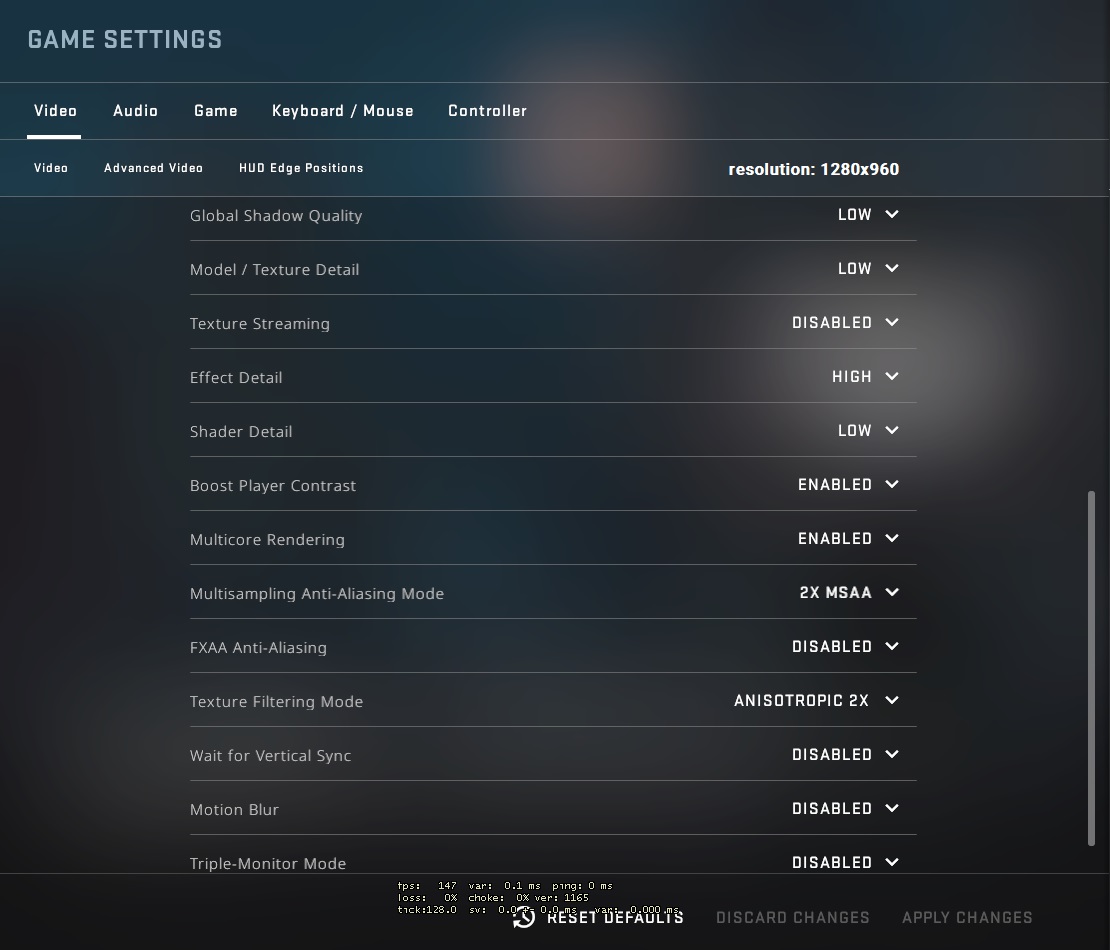 GAME SETTINGS
Video Audio Game Keyboard / Mouse Controller
Video Advanced Video HUD Edge Positions resolution: 1280x960
Global Shadow Quality LOW
Model / Texture Detail LOW
Texture Streaming DISABLED
Effect Detail HIGH
Shader Detail LOW
Boost Player Contrast ENABLED
Multicore Rendering ENABLED
Multisampling Anti-Aliasing Mode 2X MSAA
FXAA Anti-Aliasing DISABLED
Texture Filtering Mode ANISOTROPIC 2X
Wait for Vertical Sync DISABLED
Motion Blur DISABLED
Triple-Monitor Mode DISABLED
fps: 147 var: 0.1 ms ping: 0 ms
loss: 0% choke: 0% ver: 1165
tick:128.0 sv: 0.0 +- 0.0 ms var: 0.000 ms
RESET DEFAULTS DISCARD CHANGES APPLY CHANGES